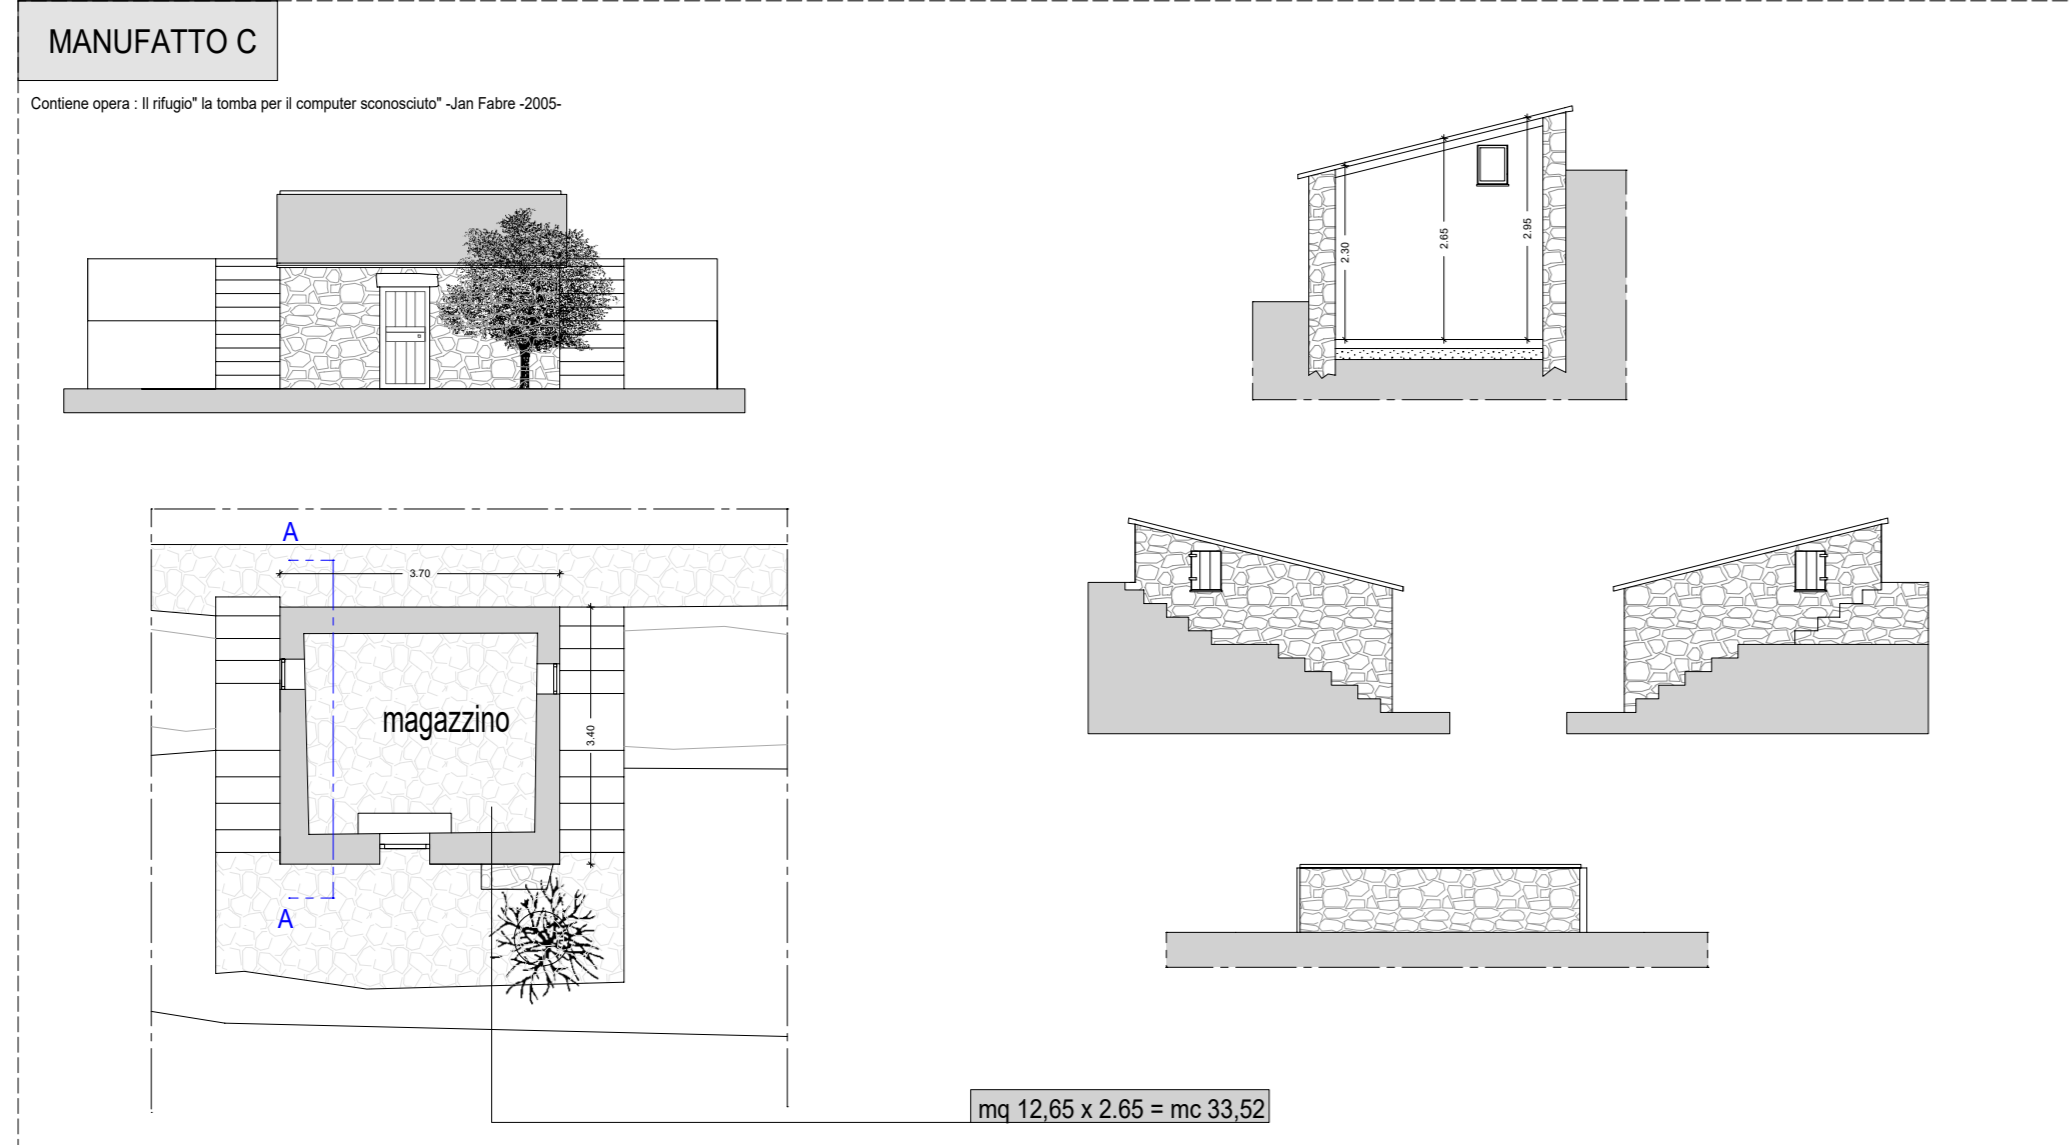 MANUFATTO C
Contiene opera : Il rifugio" la tomba per il computer sconosciuto" -Jan Fabre -2005-
2.30
2.65
2.95
A
3.70
magazzino
3.40
A
mq 12,65 x 2.65 = mc 33,52